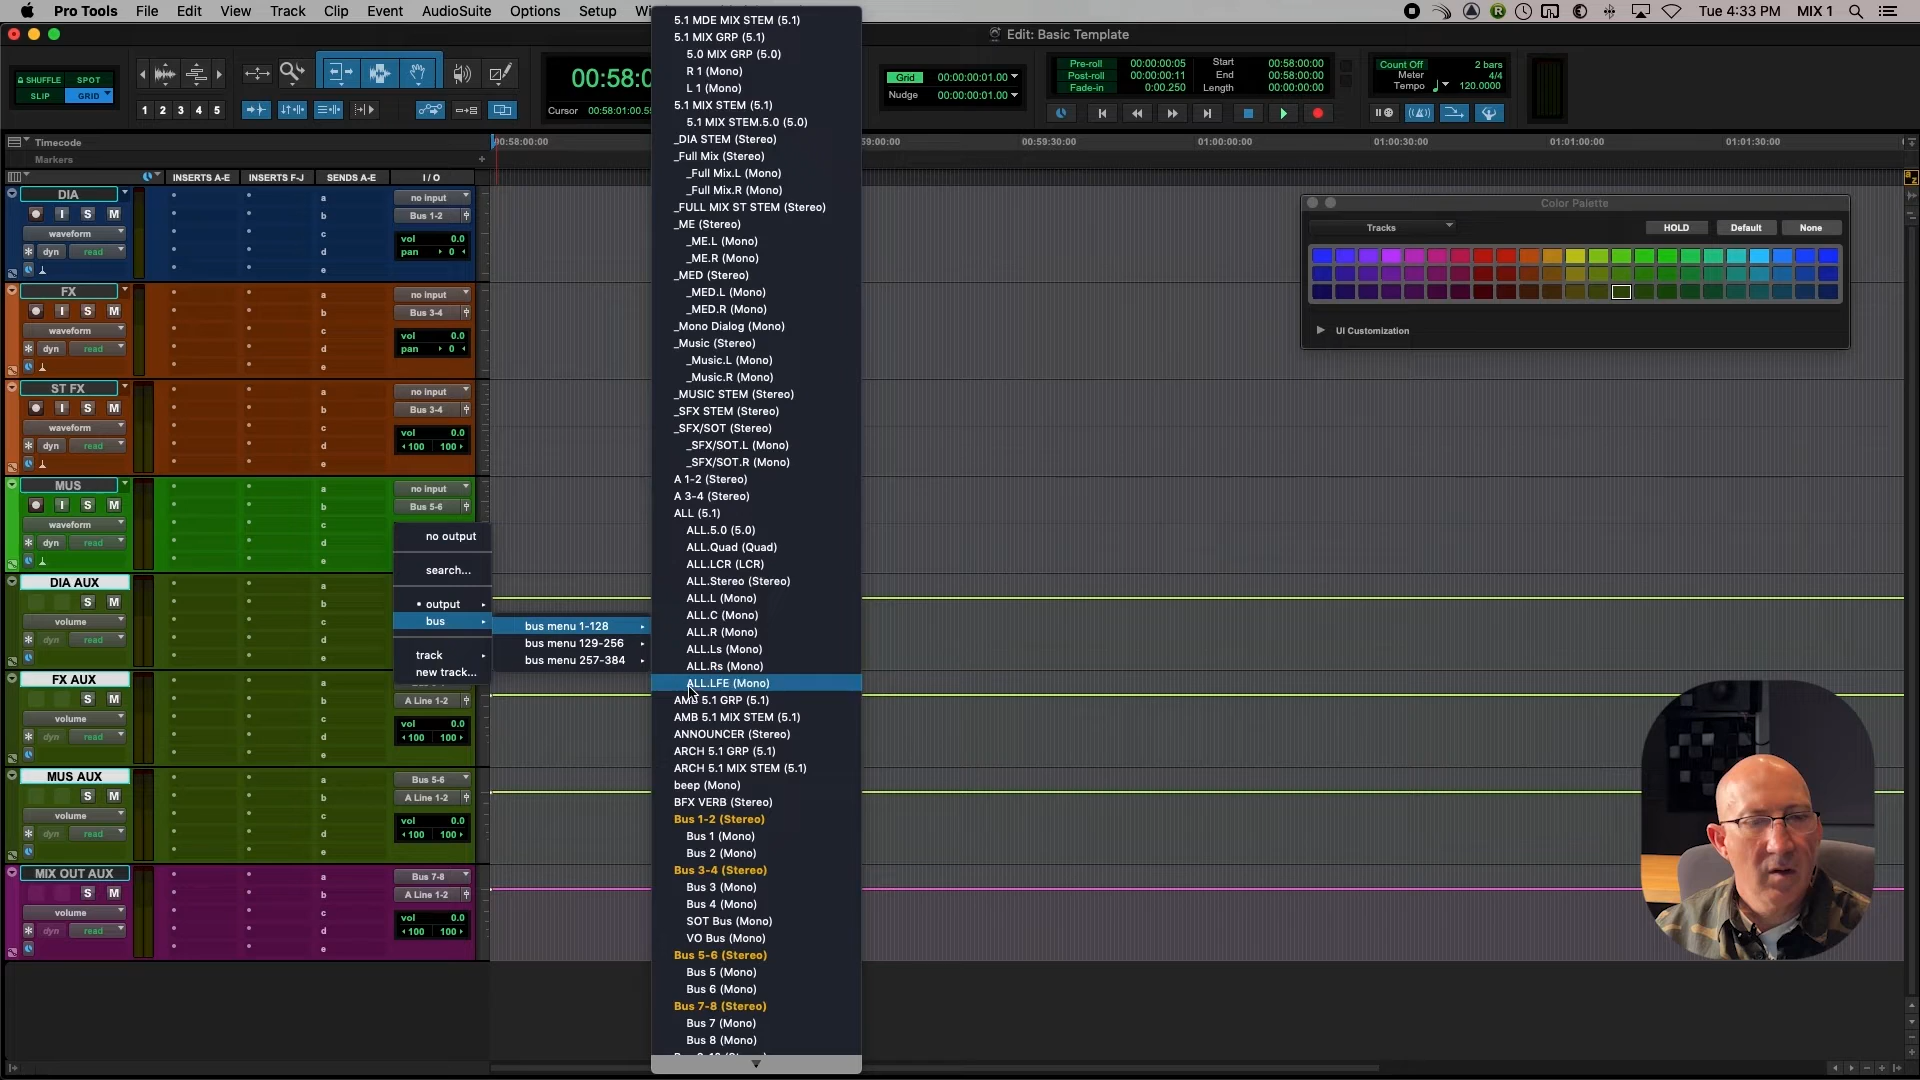 Pro Tools File Edit View Track Clip Event AudioSuite Options Setup Wi Tue 4:33 PM MIX 1
Edit: Basic Template
SHUFFLE SPOT
SLIP GRID
1 2 3 4 5
00:58:0
Cursor 00:58:01:00.5
Grid 00:00:00:01.00
Nudge 00:00:00:01.00
Pre-roll 00:00:00:05
Post-roll 00:00:00:11
Fade-in 0:00.250
Start 00:58:00:00
End 00:58:00:00
Length 00:00:00:00
Count Off 2 bars
Meter 4/4
Tempo 120.0000
Timecode
Markers
00:58:00:00 59:00:00 00:59:30:00 01:00:00:00 01:00:30:00 01:01:00:00 01:01:30:00
INSERTS A-E INSERTS F-J SENDS A-E I / O
DIA
I S M
waveform
dyn read
a
b
c
d
e
no input
Bus 1-2
vol 0.0
pan 0
FX
I S M
waveform
dyn read
a
b
c
d
e
no input
Bus 3-4
vol 0.0
pan 0
ST FX
I S M
waveform
dyn read
a
b
c
d
e
no input
Bus 3-4
vol 0.0
100 100
MUS
I S M
waveform
dyn read
a
b
c
d
e
no input
Bus 5-6
DIA AUX
S M
volume
dyn read
a
b
c
d
e
FX AUX
S M
volume
dyn read
a
b
c
d
e
A Line 1-2
vol 0.0
100 100
MUS AUX
S M
volume
dyn read
a
b
c
d
e
Bus 5-6
A Line 1-2
vol 0.0
100 100
MIX OUT AUX
S M
volume
dyn read
a
b
c
d
e
Bus 7-8
A Line 1-2
vol 0.0
100 100
no output
search...
• output
bus
track
new track...
bus menu 1-128
bus menu 129-256
bus menu 257-384
5.1 MDE MIX STEM (5.1)
5.1 MIX GRP (5.1)
5.0 MIX GRP (5.0)
R 1 (Mono)
L 1 (Mono)
5.1 MIX STEM (5.1)
5.1 MIX STEM.5.0 (5.0)
_DIA STEM (Stereo)
_Full Mix (Stereo)
_Full Mix.L (Mono)
_Full Mix.R (Mono)
_FULL MIX ST STEM (Stereo)
_ME (Stereo)
_ME.L (Mono)
_ME.R (Mono)
_MED (Stereo)
_MED.L (Mono)
_MED.R (Mono)
_Mono Dialog (Mono)
_Music (Stereo)
_Music.L (Mono)
_Music.R (Mono)
_MUSIC STEM (Stereo)
_SFX STEM (Stereo)
_SFX/SOT (Stereo)
_SFX/SOT.L (Mono)
_SFX/SOT.R (Mono)
A 1-2 (Stereo)
A 3-4 (Stereo)
ALL (5.1)
ALL.5.0 (5.0)
ALL.Quad (Quad)
ALL.LCR (LCR)
ALL.Stereo (Stereo)
ALL.L (Mono)
ALL.C (Mono)
ALL.R (Mono)
ALL.Ls (Mono)
ALL.Rs (Mono)
ALL.LFE (Mono)
AMB 5.1 GRP (5.1)
AMB 5.1 MIX STEM (5.1)
ANNOUNCER (Stereo)
ARCH 5.1 GRP (5.1)
ARCH 5.1 MIX STEM (5.1)
beep (Mono)
BFX VERB (Stereo)
Bus 1-2 (Stereo)
Bus 1 (Mono)
Bus 2 (Mono)
Bus 3-4 (Stereo)
Bus 3 (Mono)
Bus 4 (Mono)
SOT Bus (Mono)
VO Bus (Mono)
Bus 5-6 (Stereo)
Bus 5 (Mono)
Bus 6 (Mono)
Bus 7-8 (Stereo)
Bus 7 (Mono)
Bus 8 (Mono)
Color Palette
Tracks HOLD Default None
UI Customization